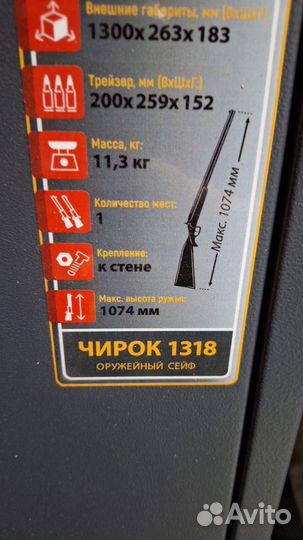 Внешние габариты, мм (ВхШхГ):
1300x263x183
Трейзер, мм (ВхШхГ):
200x259x152
Масса, кг:
11,3 кг
Количество мест:
1
Крепление:
к стене
Макс. высота ружья:
1074 мм
Макс. 1074 мм
ЧИРОК 1318
ОРУЖЕЙНЫЙ СЕЙФ
Avito